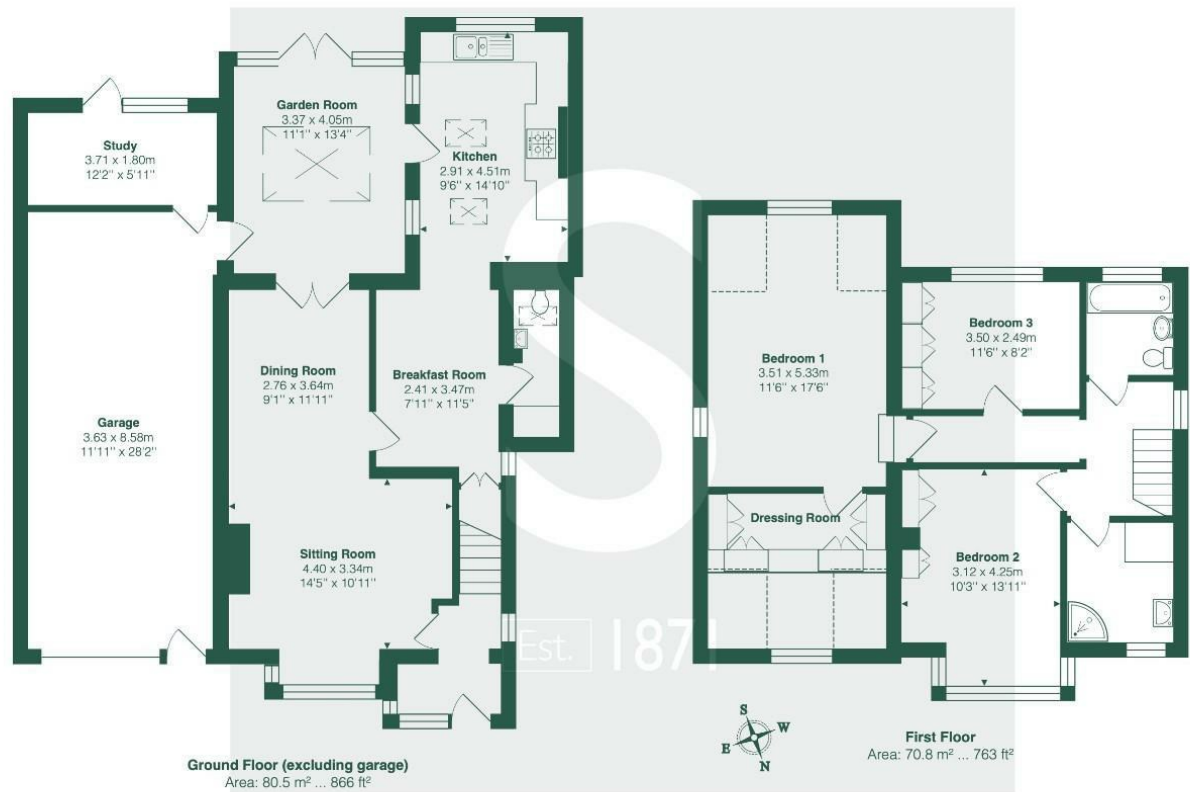 Garden Room
3.37 x 4.05m
11'1" x 13'4"
Study
3.71 x 1.80m
12'2" x 5'11"
Kitchen
2.91 x 4.51m
9'6" x 14'10"
Dining Room
2.76 x 3.64m
9'1" x 11'11"
Breakfast Room
2.41 x 3.47m
7'11" x 11'5"
Garage
3.63 x 8.58m
11'11" x 28'2"
Sitting Room
4.40 x 3.34m
14'5" x 10'11"
Bedroom 1
3.51 x 5.33m
11'6" x 17'6"
Bedroom 3
3.50 x 2.49m
11'6" x 8'2"
Dressing Room
Bedroom 2
3.12 x 4.25m
10'3" x 13'11"
S
Est. 1871
S
W
E
N
Ground Floor (excluding garage)
Area: 80.5 m² ... 866 ft²
First Floor
Area: 70.8 m² ... 763 ft²